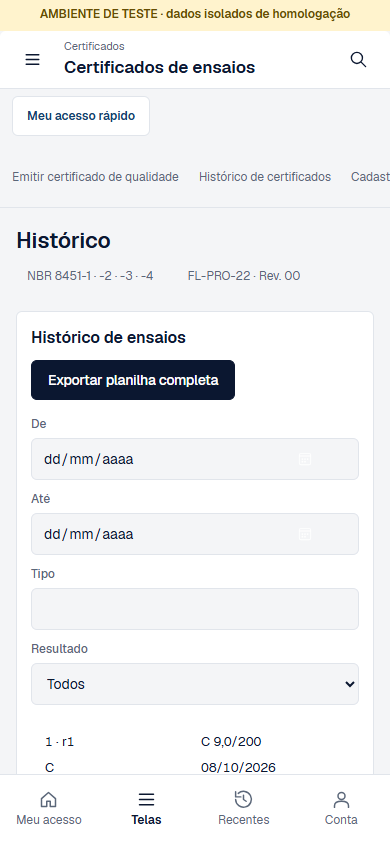 AMBIENTE DE TESTE · dados isolados de homologação
Certificados
Certificados de ensaios
Meu acesso rápido
Emitir certificado de qualidade Histórico de certificados Cadast
Histórico
NBR 8451-1 · -2 · -3 · -4 FL-PRO-22 · Rev. 00
Histórico de ensaios
Exportar planilha completa
De
dd/mm/aaaa
Até
dd/mm/aaaa
Tipo
Resultado
Todos
1 · r1 C 9,0/200
C 08/10/2026
Meu acesso Telas Recentes Conta